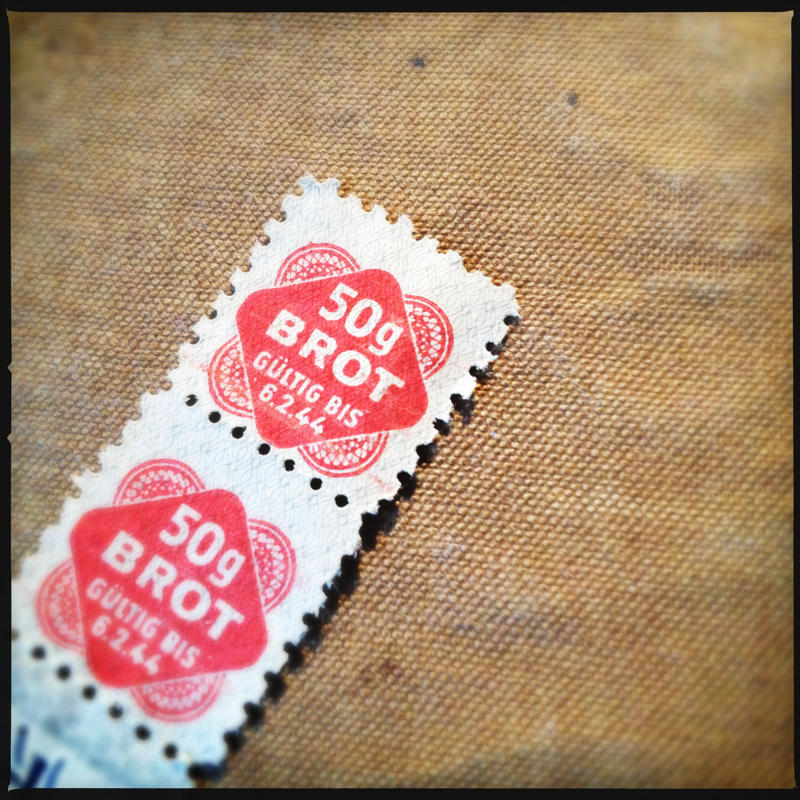 50g
BROT
GÜLTIG BIS
6.2.44
50g
BROT
GÜLTIG BIS
6.2.44